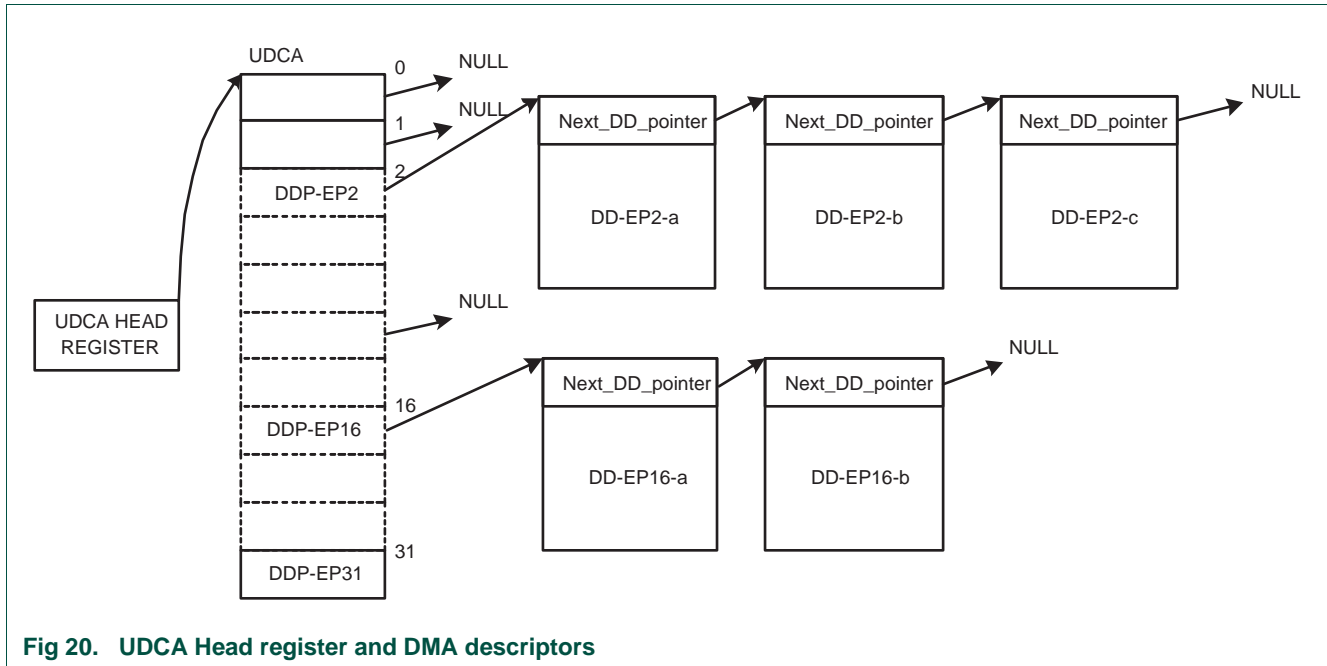 UDCA
0
NULL
1
NULL
2
DDP-EP2
Next_DD_pointer
Next_DD_pointer
Next_DD_pointer
NULL
DD-EP2-a
DD-EP2-b
DD-EP2-c
UDCA HEAD
REGISTER
NULL
16
DDP-EP16
Next_DD_pointer
Next_DD_pointer
NULL
DD-EP16-a
DD-EP16-b
31
DDP-EP31
Fig 20. UDCA Head register and DMA descriptors